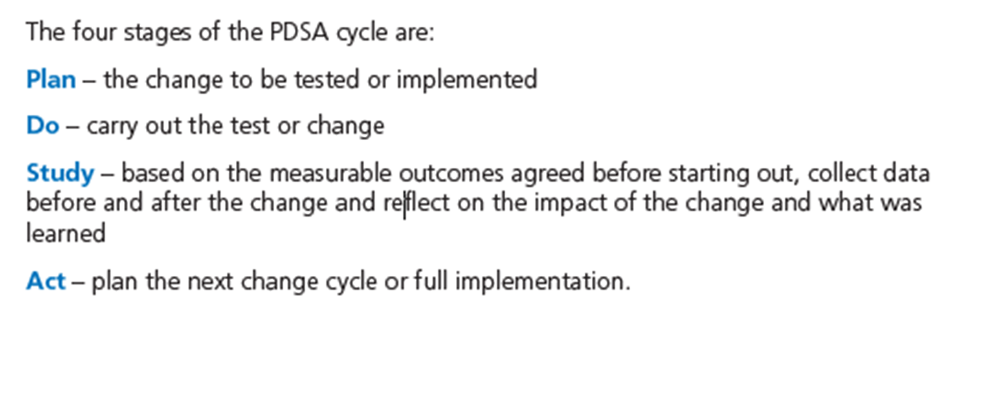 The four stages of the PDSA cycle are:
Plan – the change to be tested or implemented
Do – carry out the test or change
Study – based on the measurable outcomes agreed before starting out, collect data
before and after the change and reflect on the impact of the change and what was
learned
Act – plan the next change cycle or full implementation.